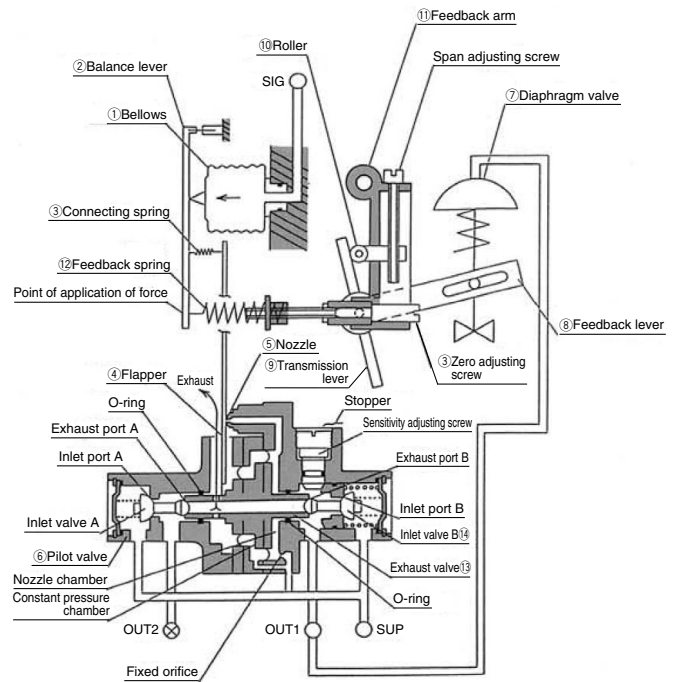 ⑪Feedback arm
⑩Roller
Span adjusting screw
②Balance lever
SIG
⑦Diaphragm valve
①Bellows
③Connecting spring
⑫Feedback spring
Point of application of force
⑧Feedback lever
⑤Nozzle
③Zero adjusting
screw
④Flapper
Exhaust
⑨Transmission
lever
Stopper
O-ring
Sensitivity adjusting screw
Exhaust port A
Exhaust port B
Inlet port A
Inlet port B
Inlet valve A
Inlet valve B⑭
⑥Pilot valve
Exhaust valve⑬
Nozzle chamber
Constant pressure
chamber
O-ring
OUT2
OUT1
SUP
Fixed orifice